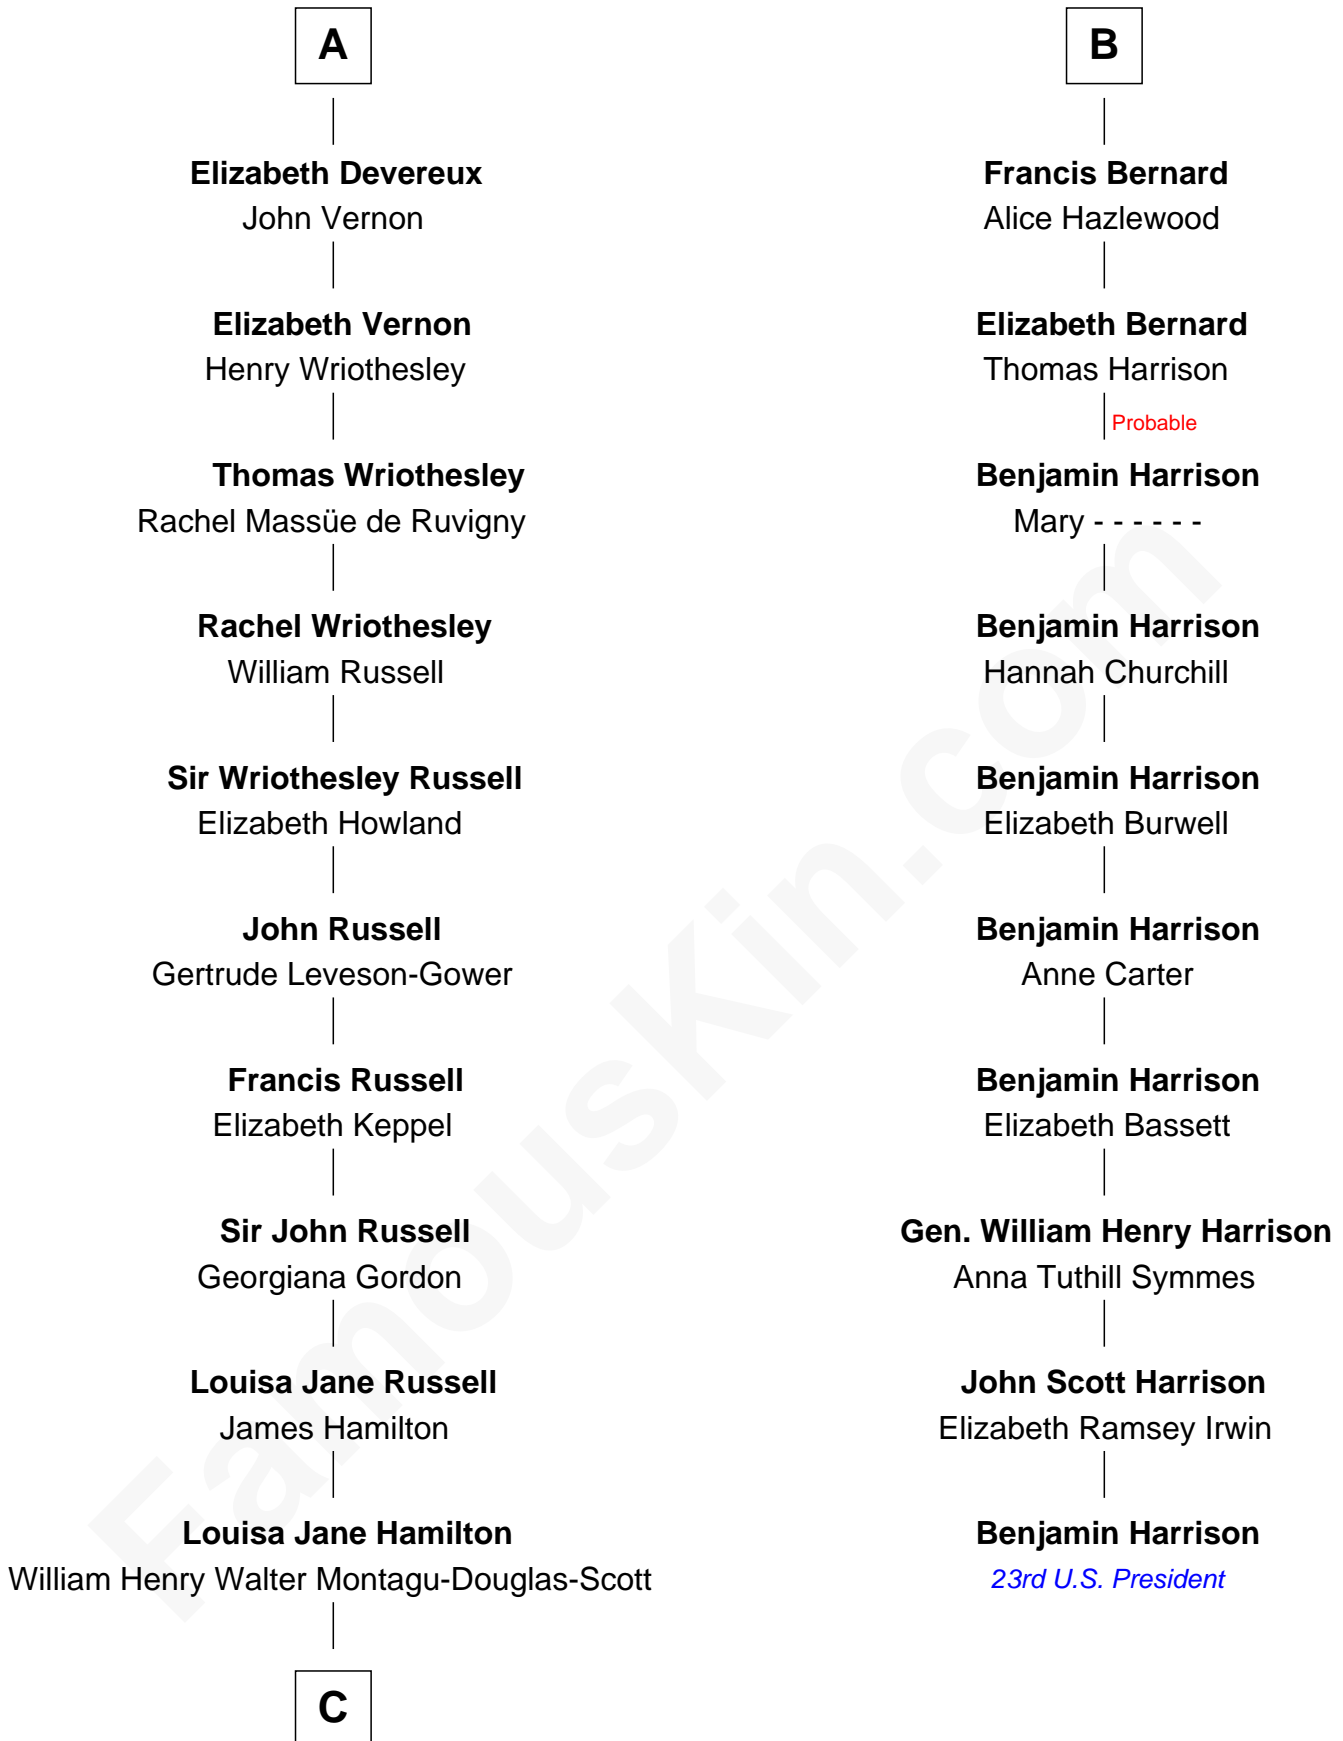 A
Elizabeth Devereux
John Vernon
Elizabeth Vernon
Henry Wriothesley
Thomas Wriothesley
Rachel Massüe de Ruvigny
Rachel Wriothesley
William Russell
Sir Wriothesley Russell
Elizabeth Howland
John Russell
Gertrude Leveson-Gower
Francis Russell
Elizabeth Keppel
Sir John Russell
Georgiana Gordon
Louisa Jane Russell
James Hamilton
Louisa Jane Hamilton
William Henry Walter Montagu-Douglas-Scott
C
B
Francis Bernard
Alice Hazlewood
Elizabeth Bernard
Thomas Harrison
Probable
Benjamin Harrison
Mary - - - - - -
Benjamin Harrison
Hannah Churchill
Benjamin Harrison
Elizabeth Burwell
Benjamin Harrison
Anne Carter
Benjamin Harrison
Elizabeth Bassett
Gen. William Henry Harrison
Anna Tuthill Symmes
John Scott Harrison
Elizabeth Ramsey Irwin
Benjamin Harrison
23rd U.S. President
FamousKin.com